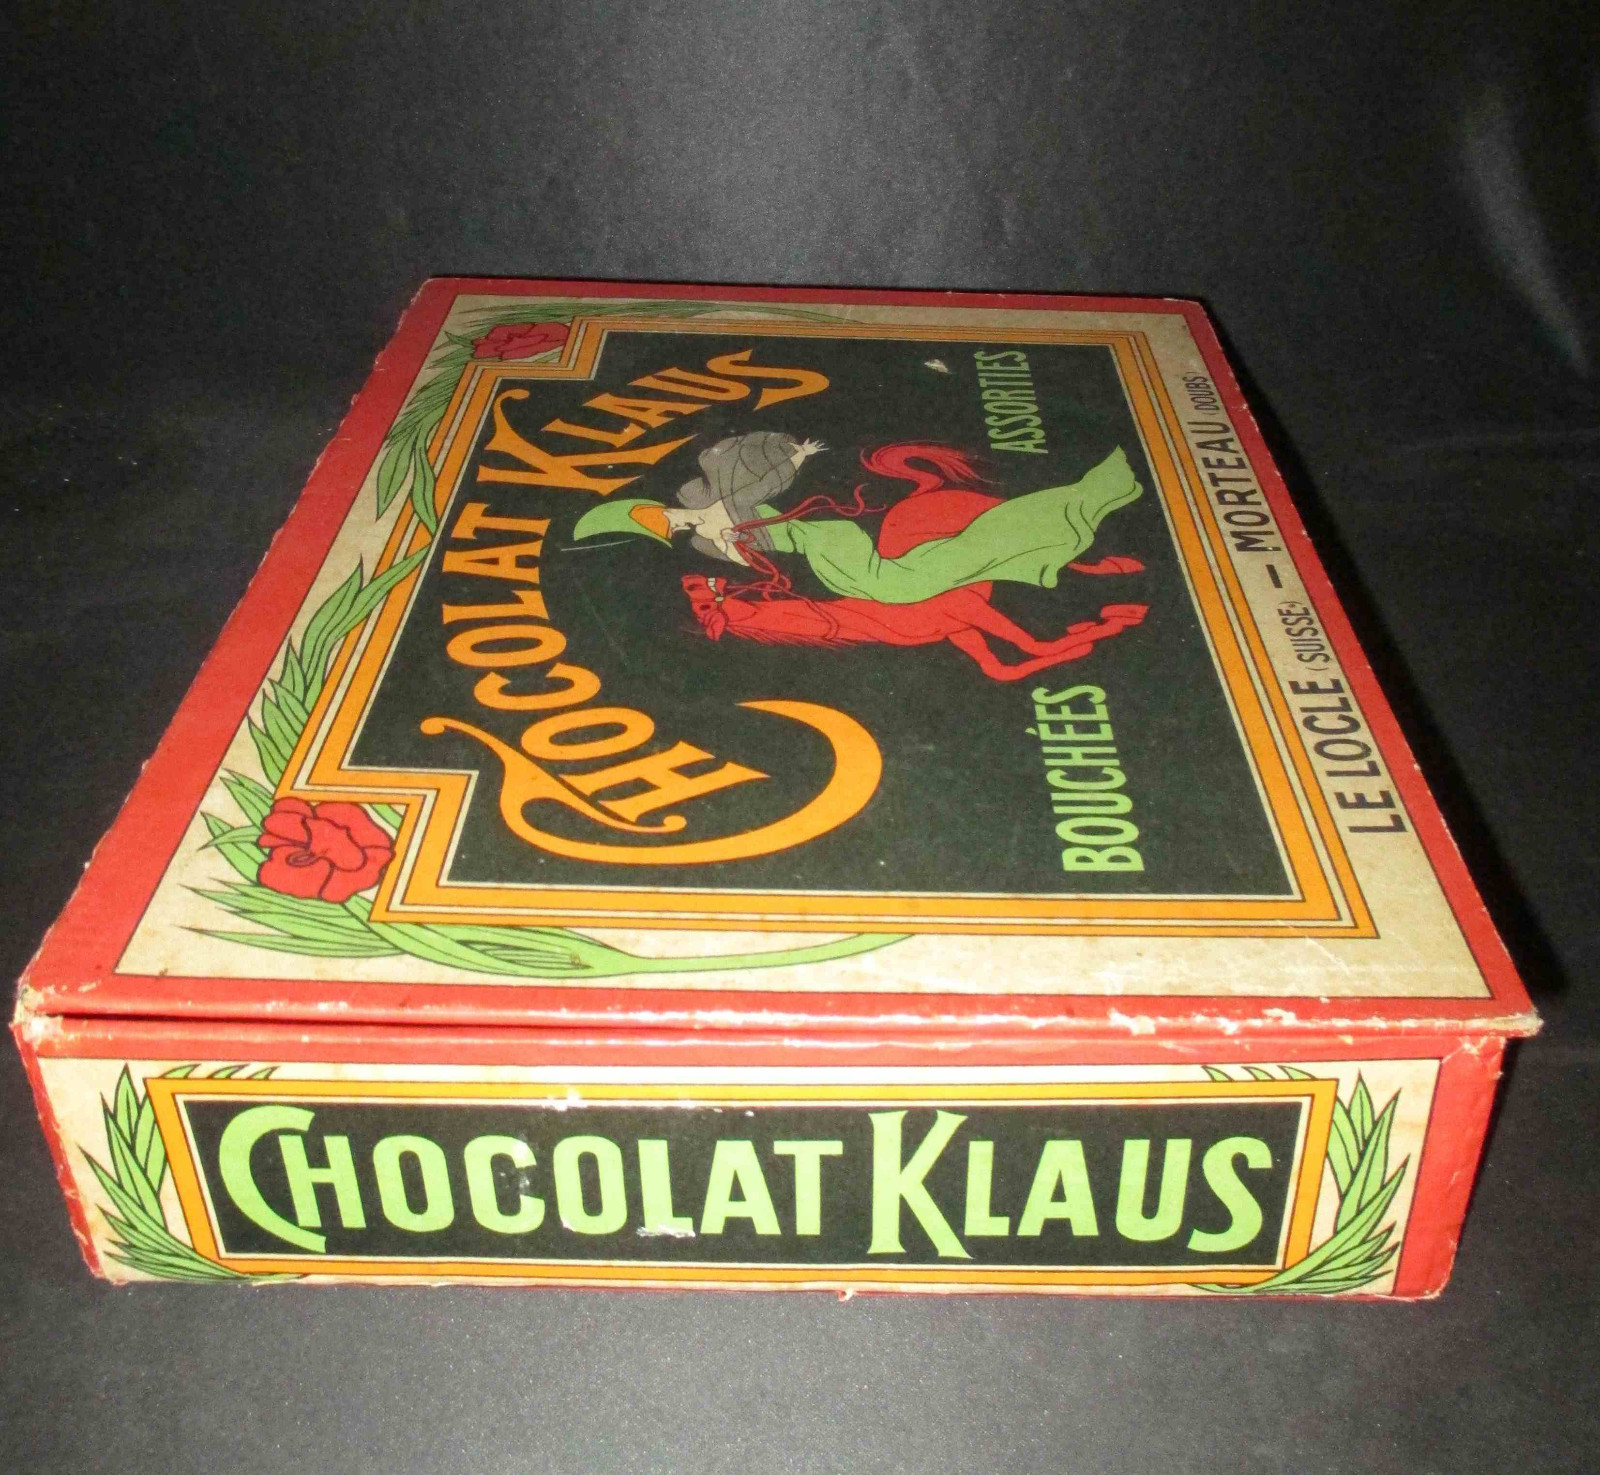 CHOCOLAT KLAUS
BOUCHÉES ASSORTIES
LE LOCLE (SUISSE) - MORTEAU (DOUBS)
CHOCOLAT KLAUS